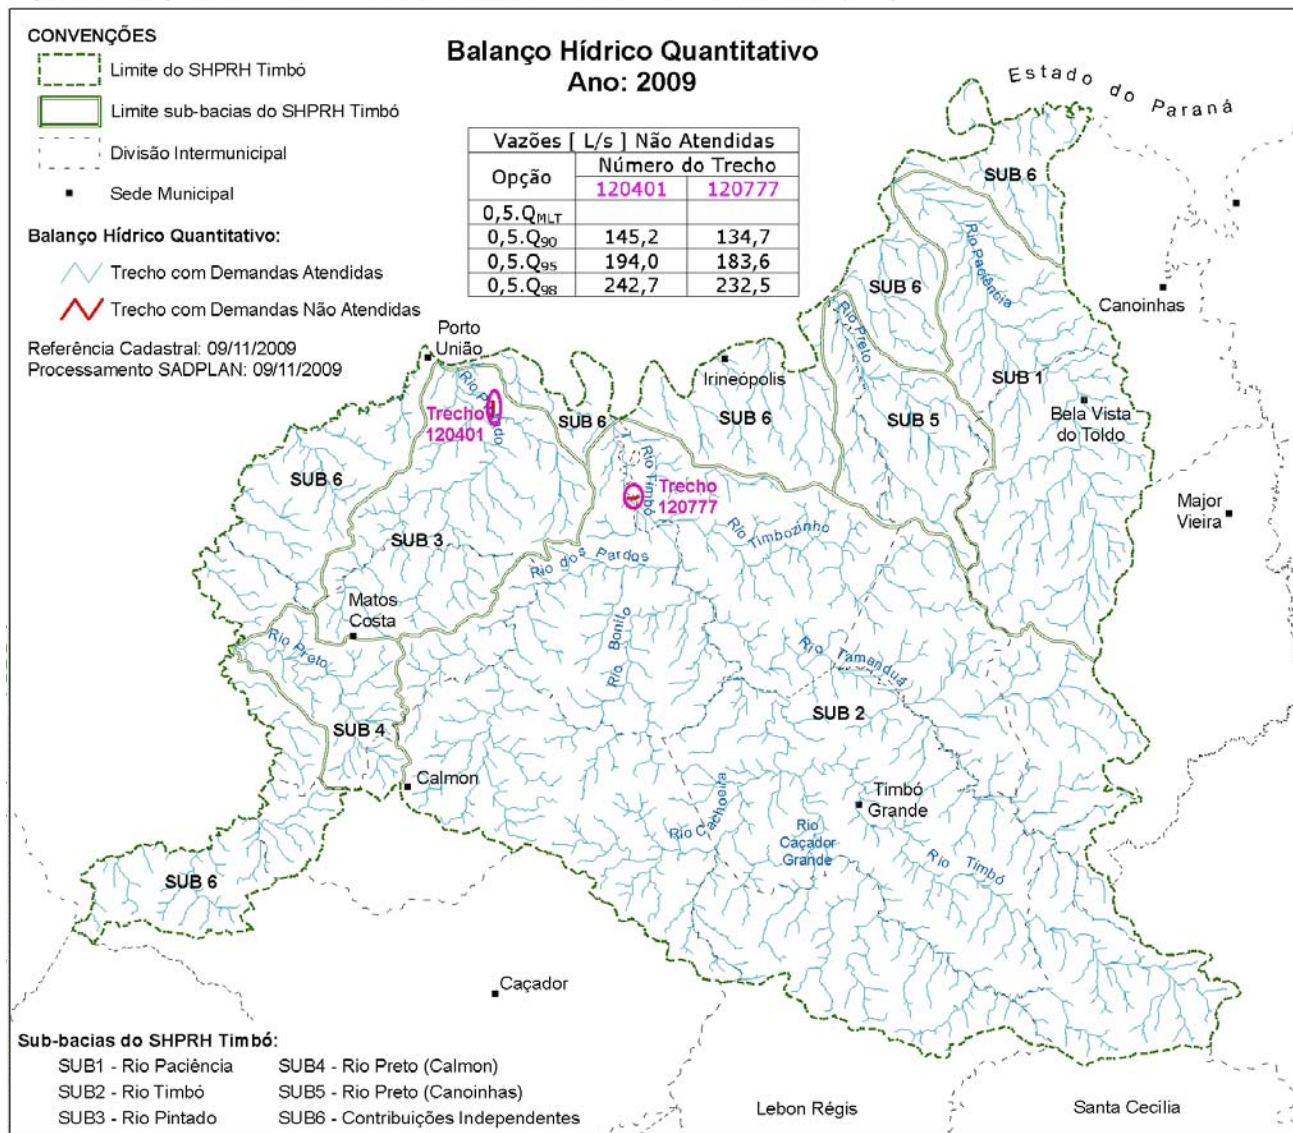 CONVENÇÕES
Limite do SHPRH Timbó
Limite sub-bacias do SHPRH Timbó
Divisão Intermunicipal
Sede Municipal
Balanço Hídrico Quantitativo:
Trecho com Demandas Atendidas
Trecho com Demandas Não Atendidas
Referência Cadastral: 09/11/2009
Processamento SADPLAN: 09/11/2009
Balanço Hídrico Quantitativo
Ano: 2009
Vazões [ L/s ] Não Atendidas
Opção Número do Trecho
120401 120777
0,5.QMLT
0,5.Q90 145,2 134,7
0,5.Q95 194,0 183,6
0,5.Q98 242,7 232,5
Estado do Paraná
SUB 6
Rio Paciência
SUB 6
Canoinhas
Rio Preto
Porto
União
Irineópolis
SUB 1
Bela Vista
do Toldo
Trecho
120401
SUB 6
SUB 6
SUB 5
Rio Timbó
SUB 6
Trecho
120777
Major
Vieira
Rio Timbozinho
SUB 3
Rio dos Pardos
Matos
Costa
Rio Bonito
Rio Preto
Rio Tamanduá
SUB 2
SUB 4
Calmon
Timbó
Grande
Rio Cachoeira
Rio
Caçador
Grande
Rio Timbó
SUB 6
Caçador
Sub-bacias do SHPRH Timbó:
SUB1 - Rio Paciência SUB4 - Rio Preto (Calmon)
SUB2 - Rio Timbó SUB5 - Rio Preto (Canoinhas)
SUB3 - Rio Pintado SUB6 - Contribuições Independentes
Lebon Régis
Santa Cecília